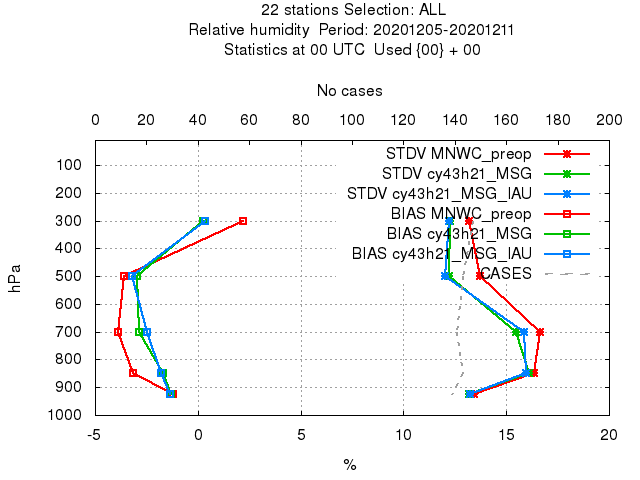 22 stations Selection: ALL
Relative humidity  Period: 20201205-20201211
Statistics at 00 UTC  Used {00} + 00
No cases
0 20 40 60 80 100 120 140 160 180 200
STDV MNWC_preop
STDV cy43h21_MSG
STDV cy43h21_MSG_IAU
BIAS MNWC_preop
BIAS cy43h21_MSG
BIAS cy43h21_MSG_IAU
CASES
100
200
300
400
500
600
700
800
900
1000
hPa
-5 0 5 10 15 20
%